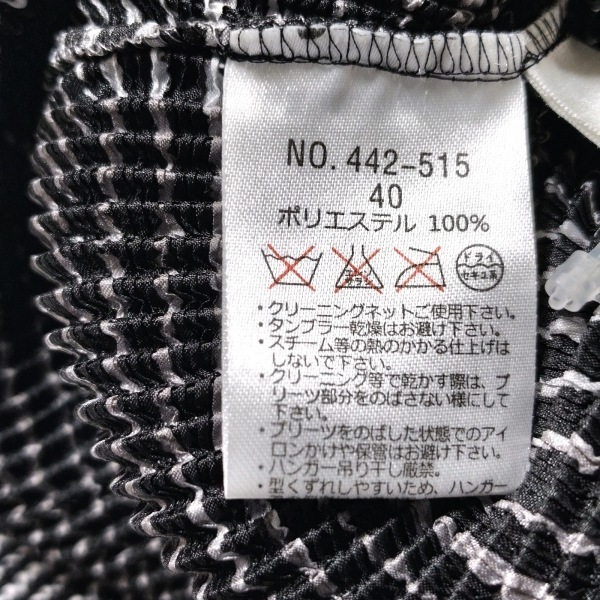 NO. 442-515
40
ポリエステル 100%
エンソ
サラシ
ドライ
セキユ系
・クリーニングネットご使用下さい。
・タンブラー乾燥はお避け下さい。
・スチーム等の熱のかかる仕上げは
しないで下さい。
・クリーニング等で乾かす際は、プ
リーツ部分をのばさない様にして
下さい。
・プリーツをのばした状態でのアイ
ロンかけや保管はお避け下さい。
・ハンガー吊り干し厳禁。
・型くずれしやすいため、ハンガー